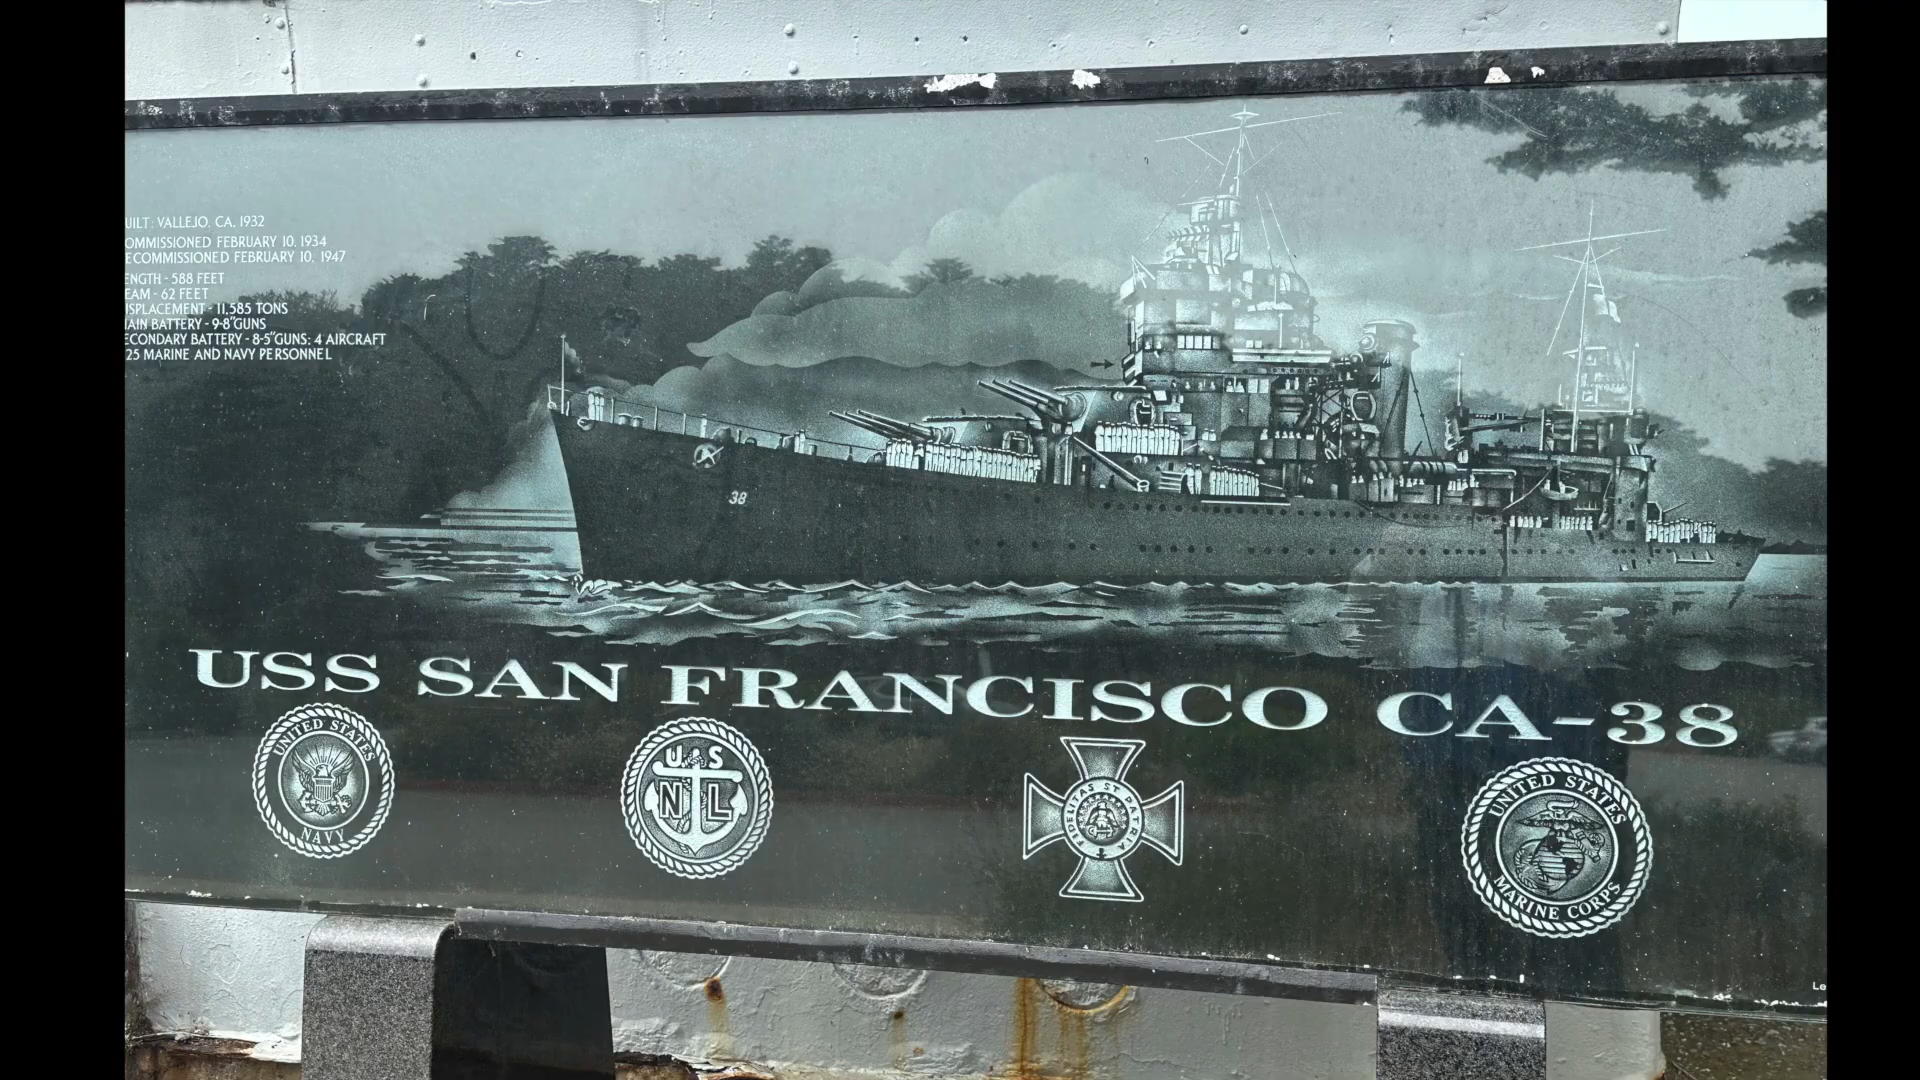 UILT: VALLEJO, CA, 1932
OMMISSIONED FEBRUARY 10, 1934
ECOMMISSIONED FEBRUARY 10, 1947
ENGTH - 588 FEET
EAM - 62 FEET
ISPLACEMENT - 11,585 TONS
AIN BATTERY - 9-8"GUNS
ECONDARY BATTERY - 8-5"GUNS; 4 AIRCRAFT
25 MARINE AND NAVY PERSONNEL
38
USS SAN FRANCISCO CA-38
UNITED STATES
NAVY
U S
N L
FIDELITAS ST PATRIA
UNITED STATES
MARINE CORPS
Le